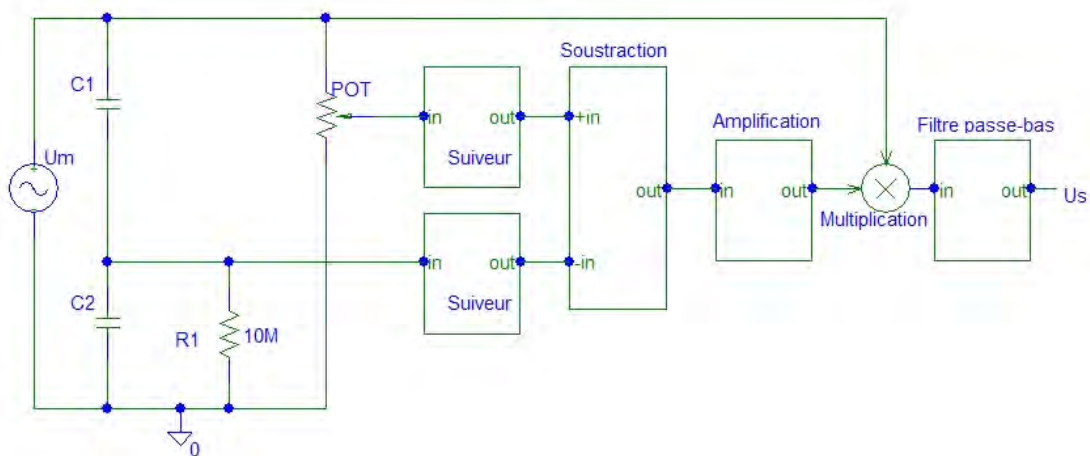 Soustraction
C1
POT
in out
+in
Amplification
Filtre passe-bas
Um
Suiveur
out
in out
in out
Us
Multiplication
in out
-in
C2
Suiveur
R1
10M
0